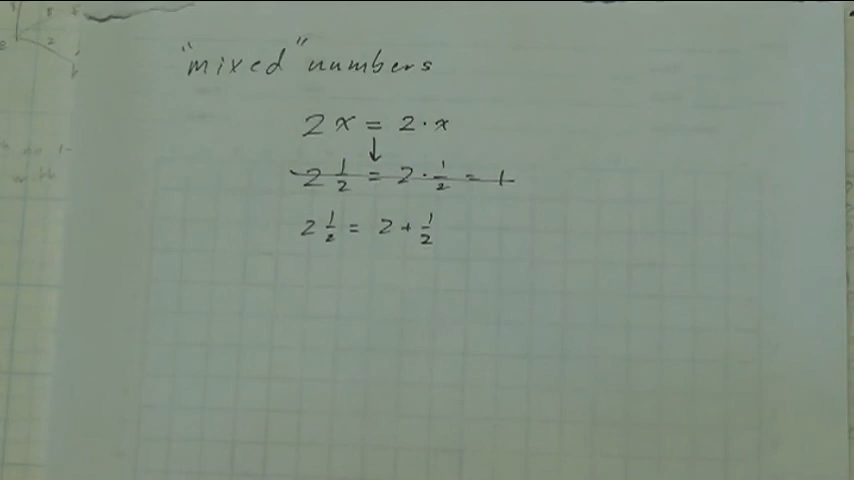 "mixed" numbers
2x = 2·x
↓
2 1/2 = 2·1/2 = 1
2 1/2 = 2 + 1/2